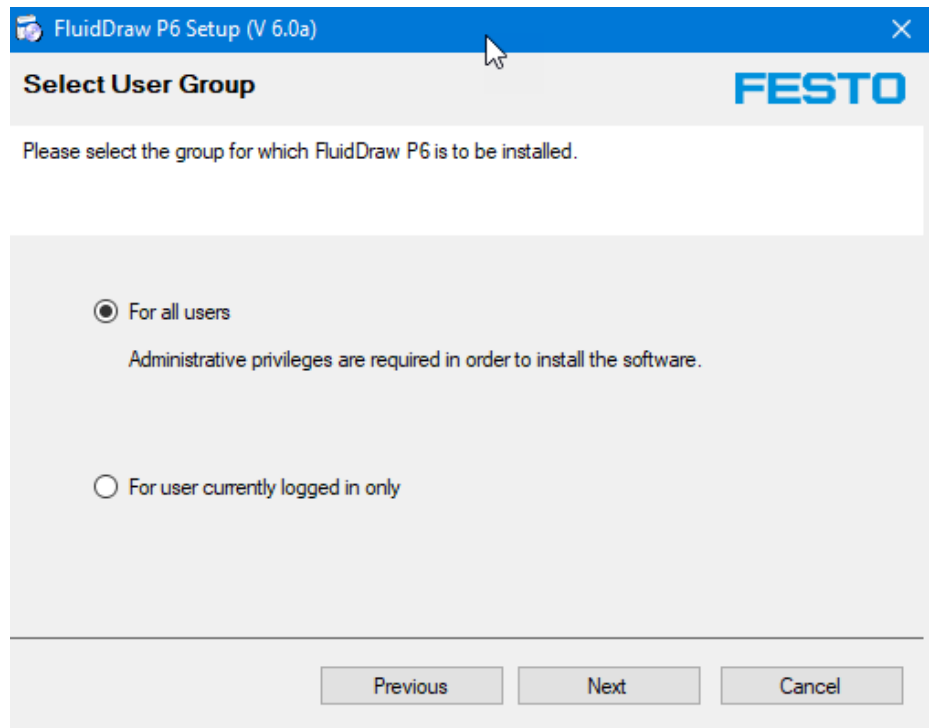 FluidDraw P6 Setup (V 6.0a)
Select User Group
FESTO
Please select the group for which FluidDraw P6 is to be installed.
For all users
Administrative privileges are required in order to install the software.
For user currently logged in only
Previous
Next
Cancel